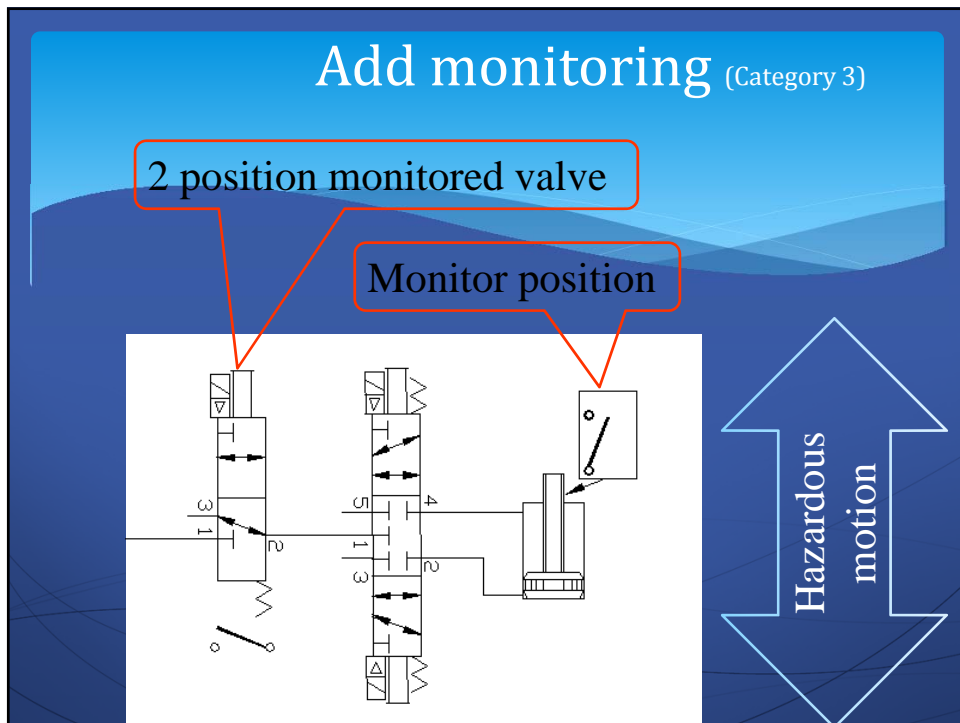 Add monitoring (Category 3)
2 position monitored valve
Monitor position
3
1
2
5
4
1
3
2
Hazardous
motion